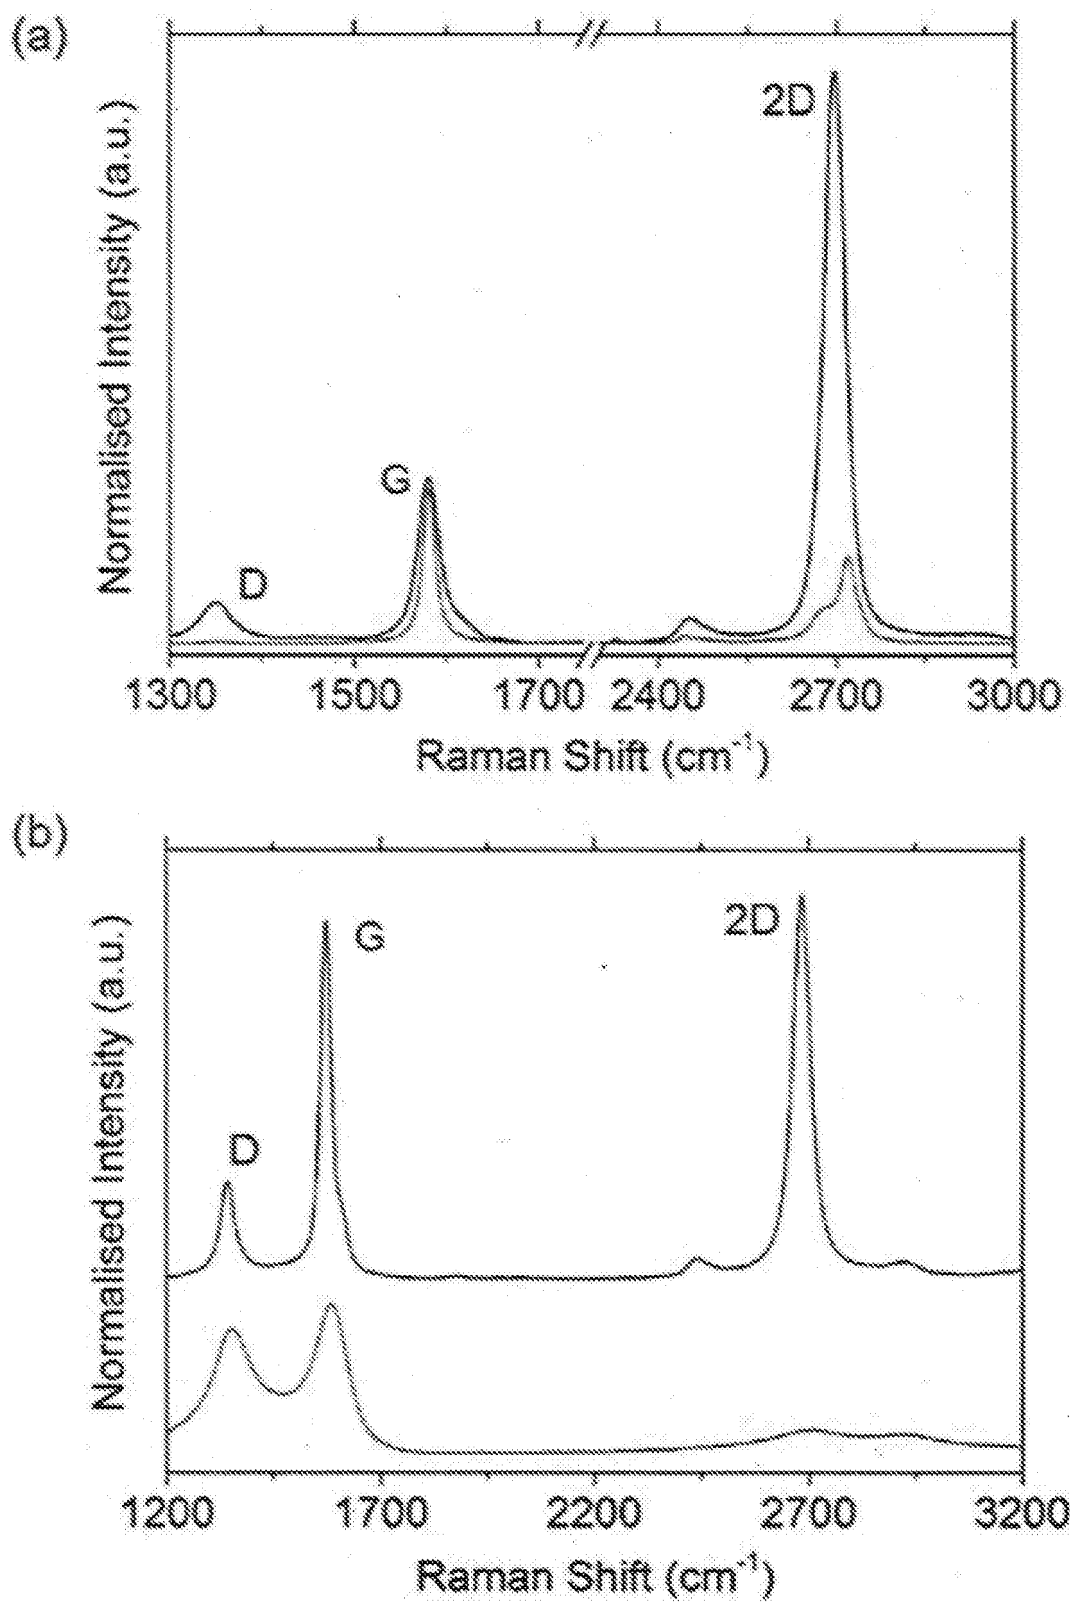 (a)
Normalised Intensity (a.u.)
2D
G
D
1300 1500 1700 2400 2700 3000
Raman Shift (cm⁻¹)
(b)
Normalised Intensity (a.u.)
G
2D
D
1200 1700 2200 2700 3200
Raman Shift (cm⁻¹)